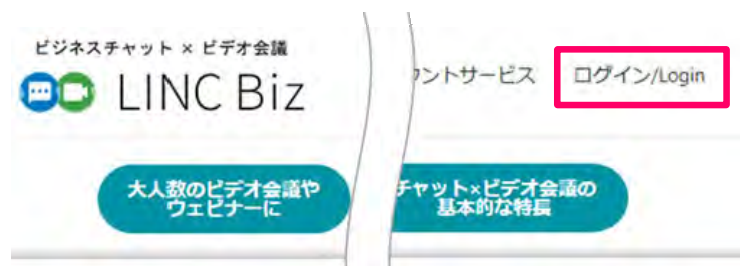 ビジネスチャット × ビデオ会議
LINC Biz
ントサービス
ログイン/Login
大人数のビデオ会議や
ウェビナーに
チャット×ビデオ会議の
基本的な特長